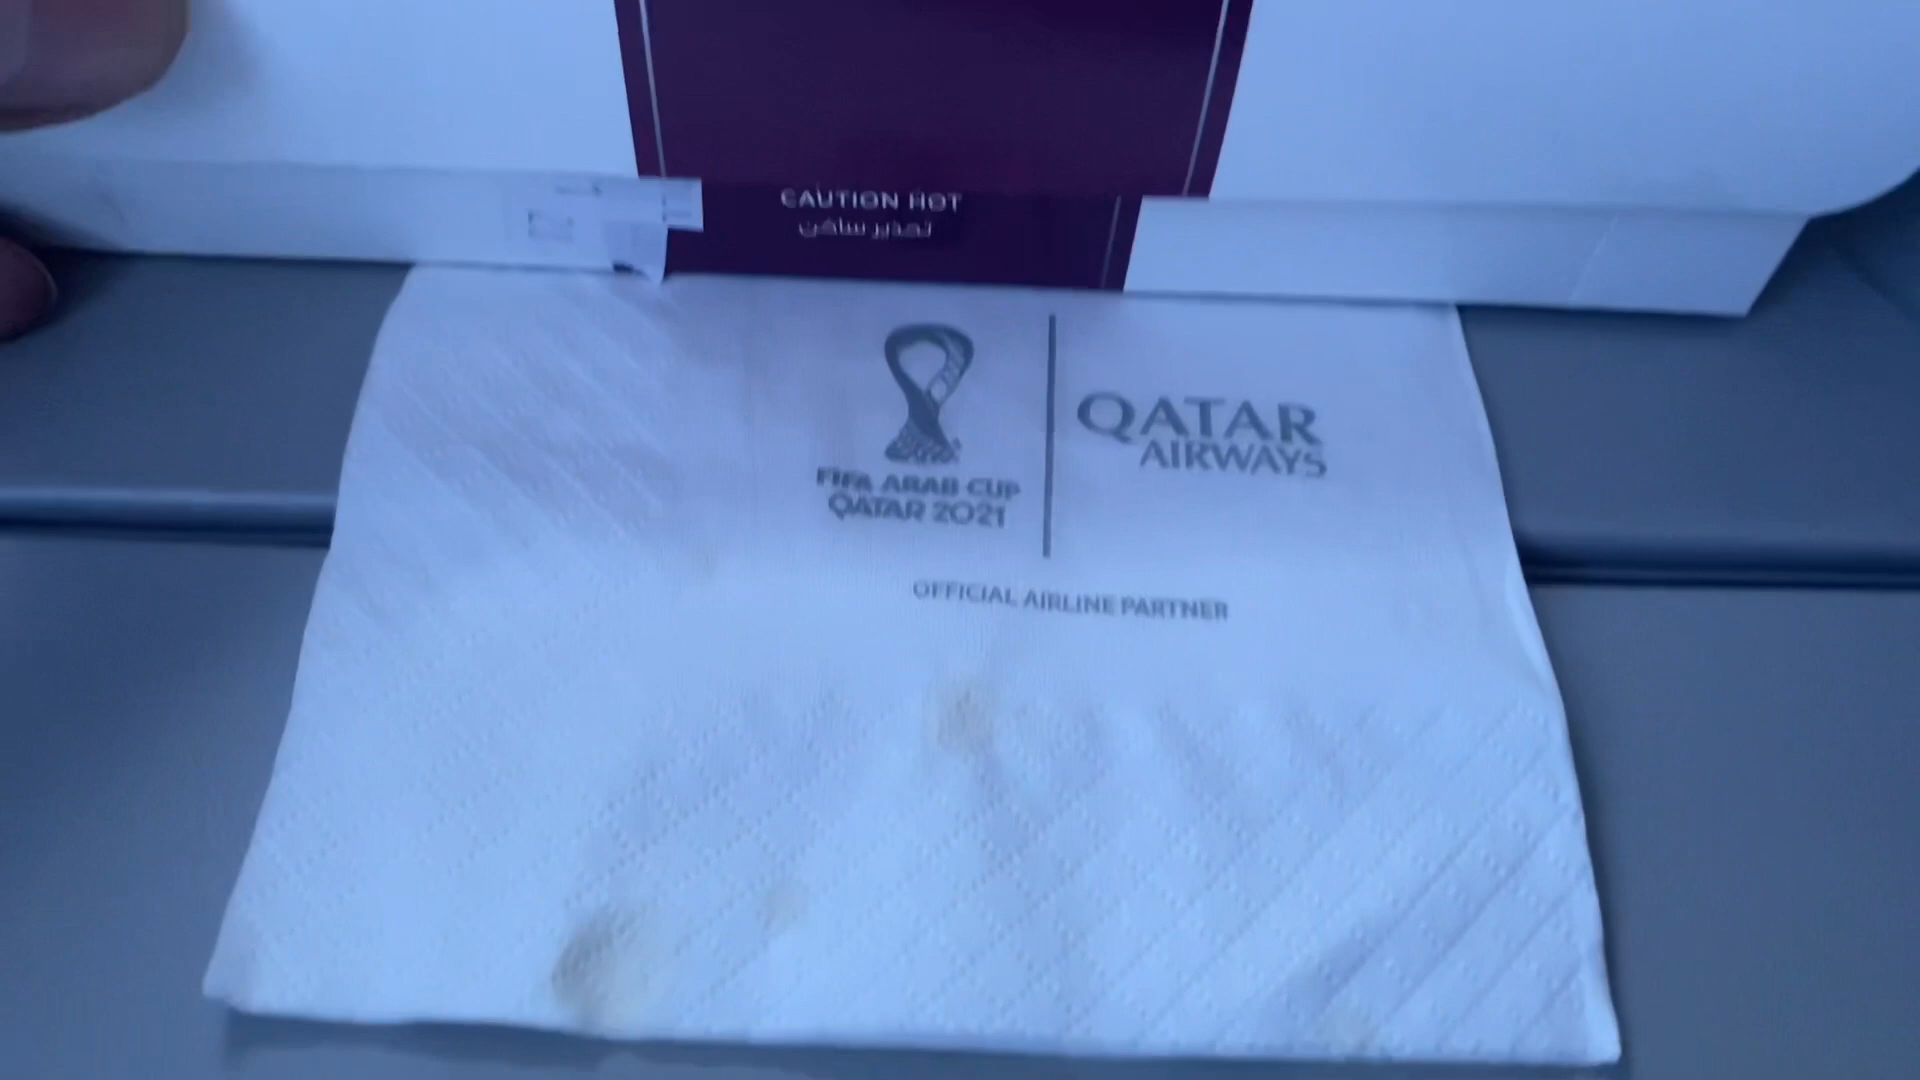 CAUTION HOT
تحذير ساخن
FIFA ARAB CUP
QATAR 2021
QATAR
AIRWAYS
OFFICIAL AIRLINE PARTNER